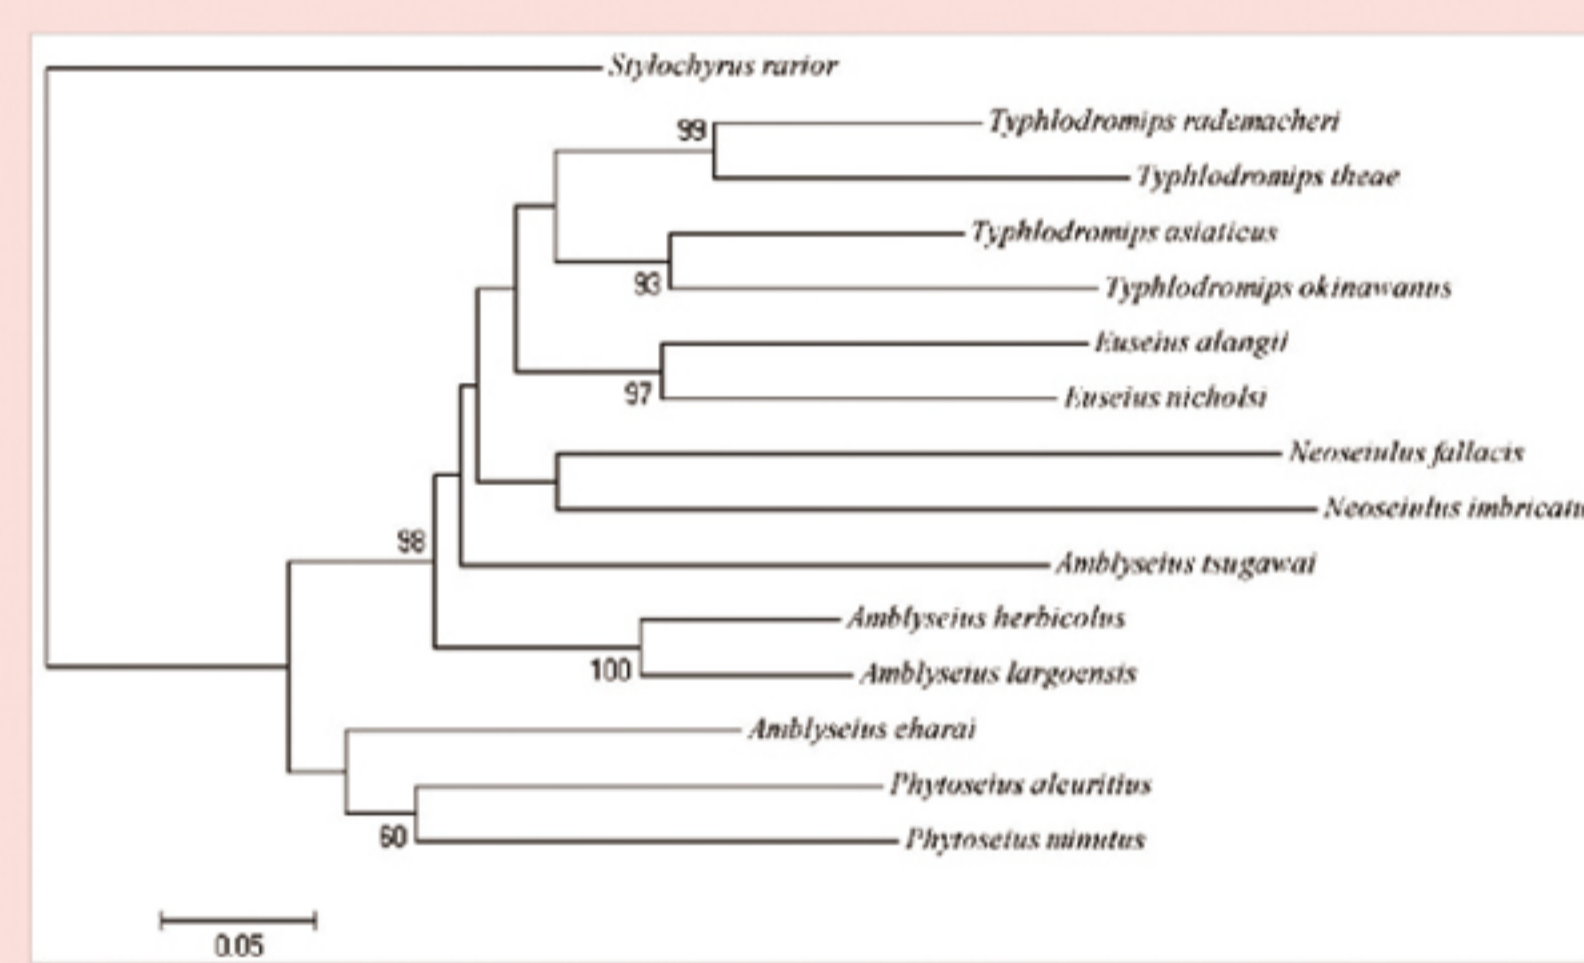 Stylochyrus rarior
Typhlodromips rademacheri
99
Typhlodromips theae
Typhlodromips asiaticus
93
Typhlodromips okinawanus
Euseius alangii
97
Euseius nicholsi
Neoseiulus fallacis
Neoseiulus
98
Amblyseius tsugawai
Amblyseius herbicolus
100
Amblyseius largoensis
Amblyseius eharai
Phytoseius aleuritius
60
Phytoseius minutus
0.05